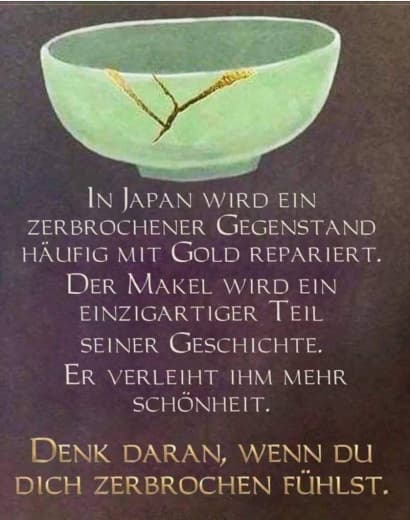 In Japan wird ein
zerbrochener Gegenstand
häufig mit Gold repariert.
Der Makel wird ein
einzigartiger Teil
seiner Geschichte.
Er verleiht ihm mehr
schönheit.
Denk daran, wenn du
dich zerbrochen fühlst.